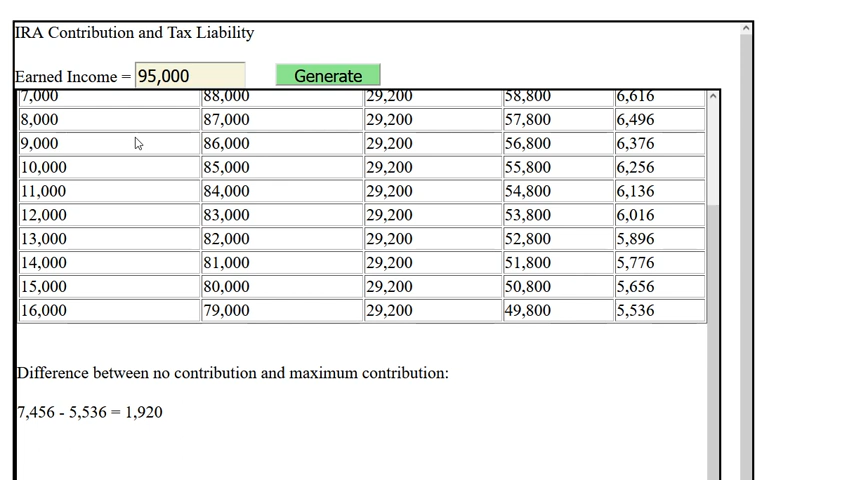 IRA Contribution and Tax Liability
Earned Income = 95,000 Generate
7,000 88,000 29,200 58,800 6,616
8,000 87,000 29,200 57,800 6,496
9,000 86,000 29,200 56,800 6,376
10,000 85,000 29,200 55,800 6,256
11,000 84,000 29,200 54,800 6,136
12,000 83,000 29,200 53,800 6,016
13,000 82,000 29,200 52,800 5,896
14,000 81,000 29,200 51,800 5,776
15,000 80,000 29,200 50,800 5,656
16,000 79,000 29,200 49,800 5,536
Difference between no contribution and maximum contribution:
7,456 - 5,536 = 1,920